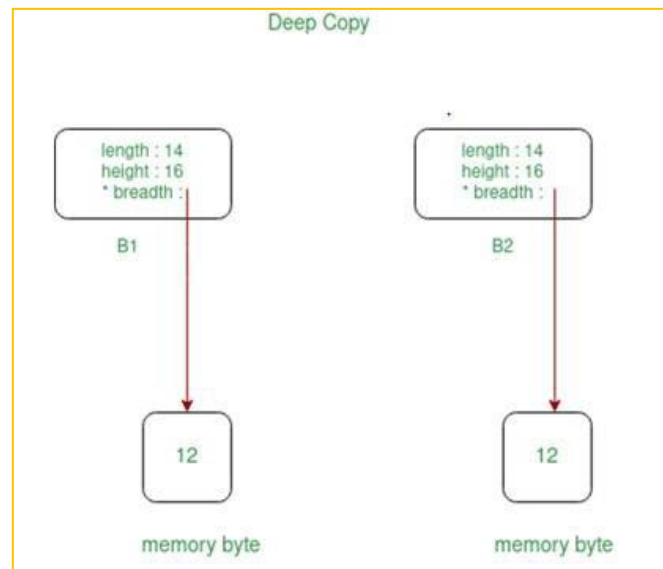 Deep Copy
length : 14
height : 16
* breadth :
B1
12
memory byte
length : 14
height : 16
* breadth :
B2
12
memory byte